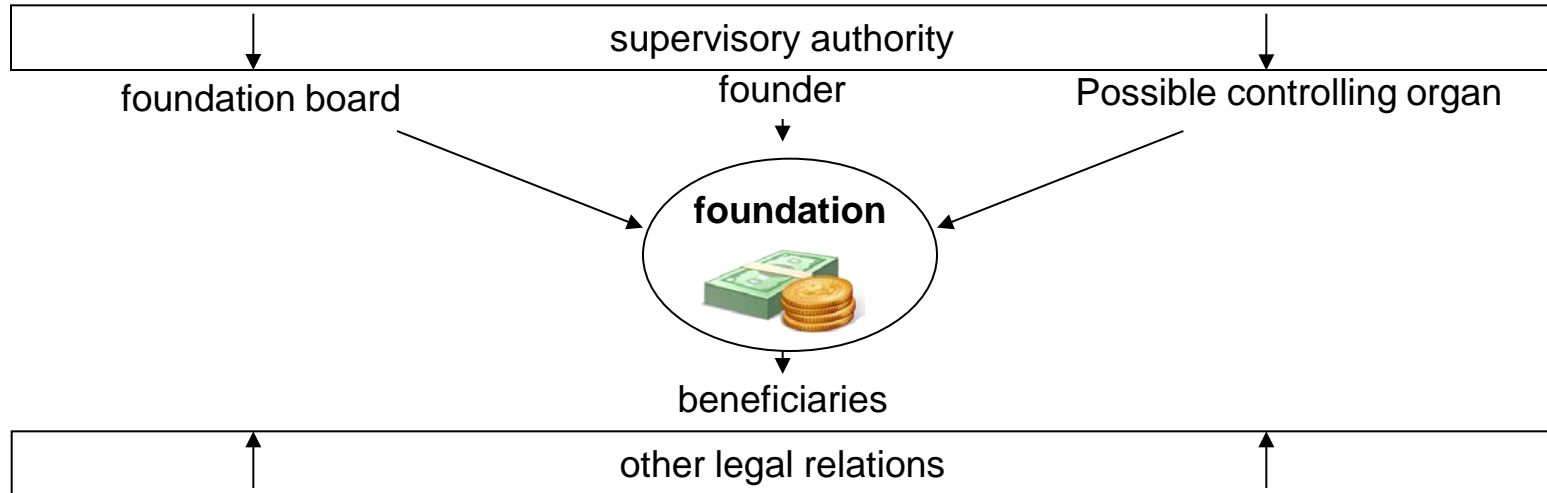 supervisory authority
foundation board
founder
Possible controlling organ
foundation
beneficiaries
other legal relations